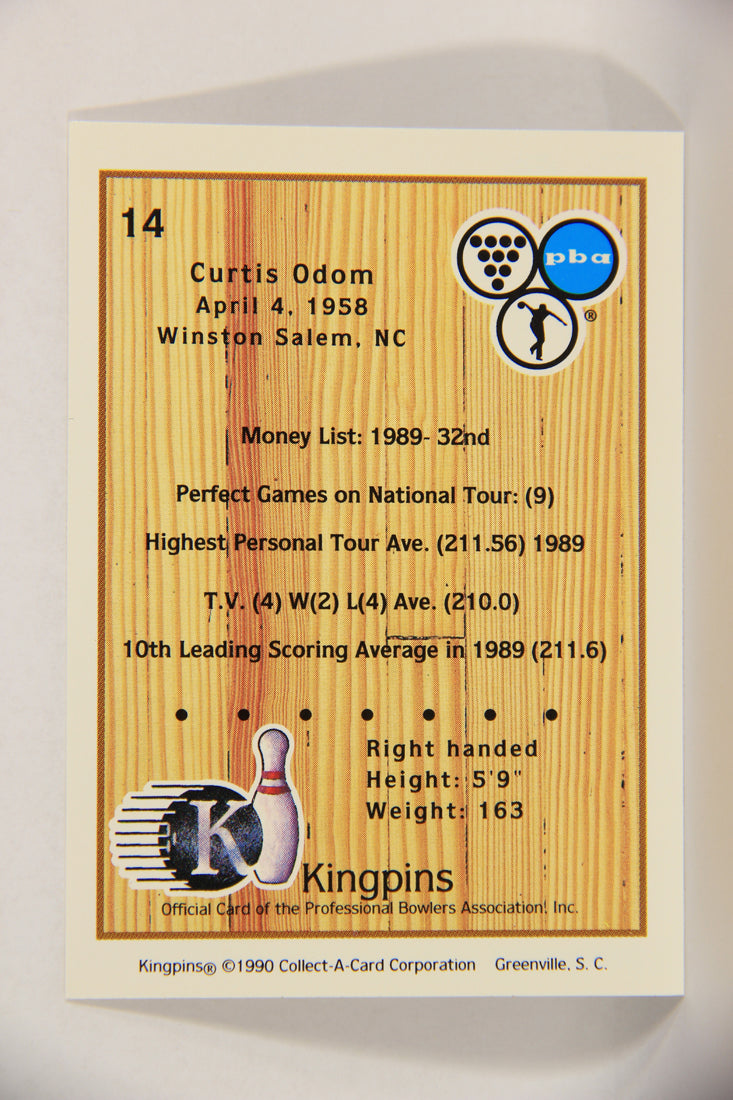 14
pba
Curtis Odom
April 4, 1958
Winston Salem, NC
®
Money List: 1989- 32nd
Perfect Games on National Tour: (9)
Highest Personal Tour Ave. (211.56) 1989
T.V. (4) W(2) L(4) Ave. (210.0)
10th Leading Scoring Average in 1989 (211.6)
Right handed
Height: 5'9"
Weight: 163
K
Kingpins
Official Card of the Professional Bowlers Association, Inc.
Kingpins® ©1990 Collect-A-Card Corporation Greenville, S. C.